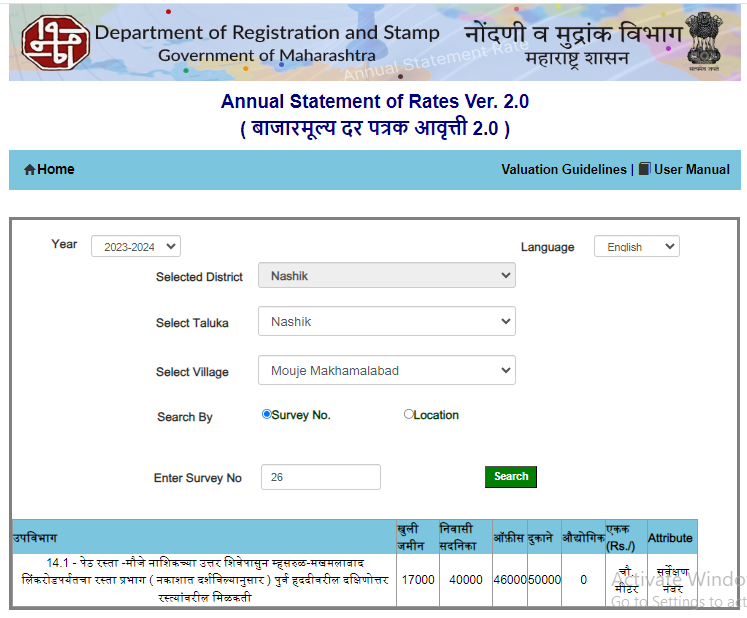 Department of Registration and Stamp
Government of Maharashtra
नोंदणी व मुद्रांक विभाग
महाराष्ट्र शासन
Annual Statement Rate
Annual Statement of Rates Ver. 2.0
( बाजारमूल्य दर पत्रक आवृत्ती 2.0 )
Home Valuation Guidelines | User Manual
Year 2023-2024 Language English
Selected District Nashik
Select Taluka Nashik
Select Village Mouje Makhamalabad
Search By Survey No. Location
Enter Survey No 26 Search
उपविभाग खुली जमीन निवासी सदनिका ऑफ़ीस दुकाने औद्योगिक एकक (Rs./) Attribute
14.1 - पेठ रस्ता -मौजे नाशिकच्या उत्तर शिवेपासुन म्हसरुळ-मखमलाबाद
लिंकरोडपर्यंतचा रस्ता प्रभाग ( नकाशात दर्शविल्यानुसार ) पुर्व हद्दीवरील दक्षिणोत्तर
रस्त्यांवरील मिळकती
17000 40000 46000 50000 0 चौ. मीटर सर्वेक्षण नंबर
Activate Windo
Go to Settings to act